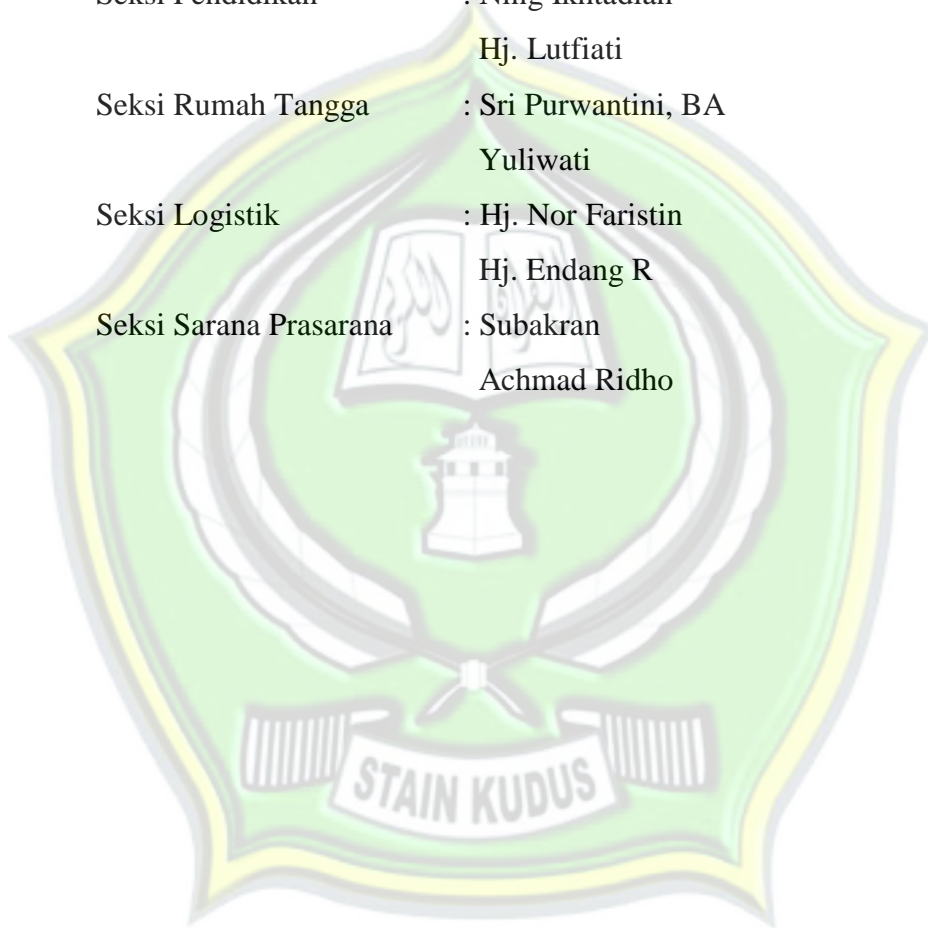 Hj. Lutfiati
Seksi Rumah Tangga : Sri Purwantini, BA
Yuliwati
Seksi Logistik : Hj. Nor Faristin
Hj. Endang R
Seksi Sarana Prasarana : Subakran
Achmad Ridho
STAIN KUDUS